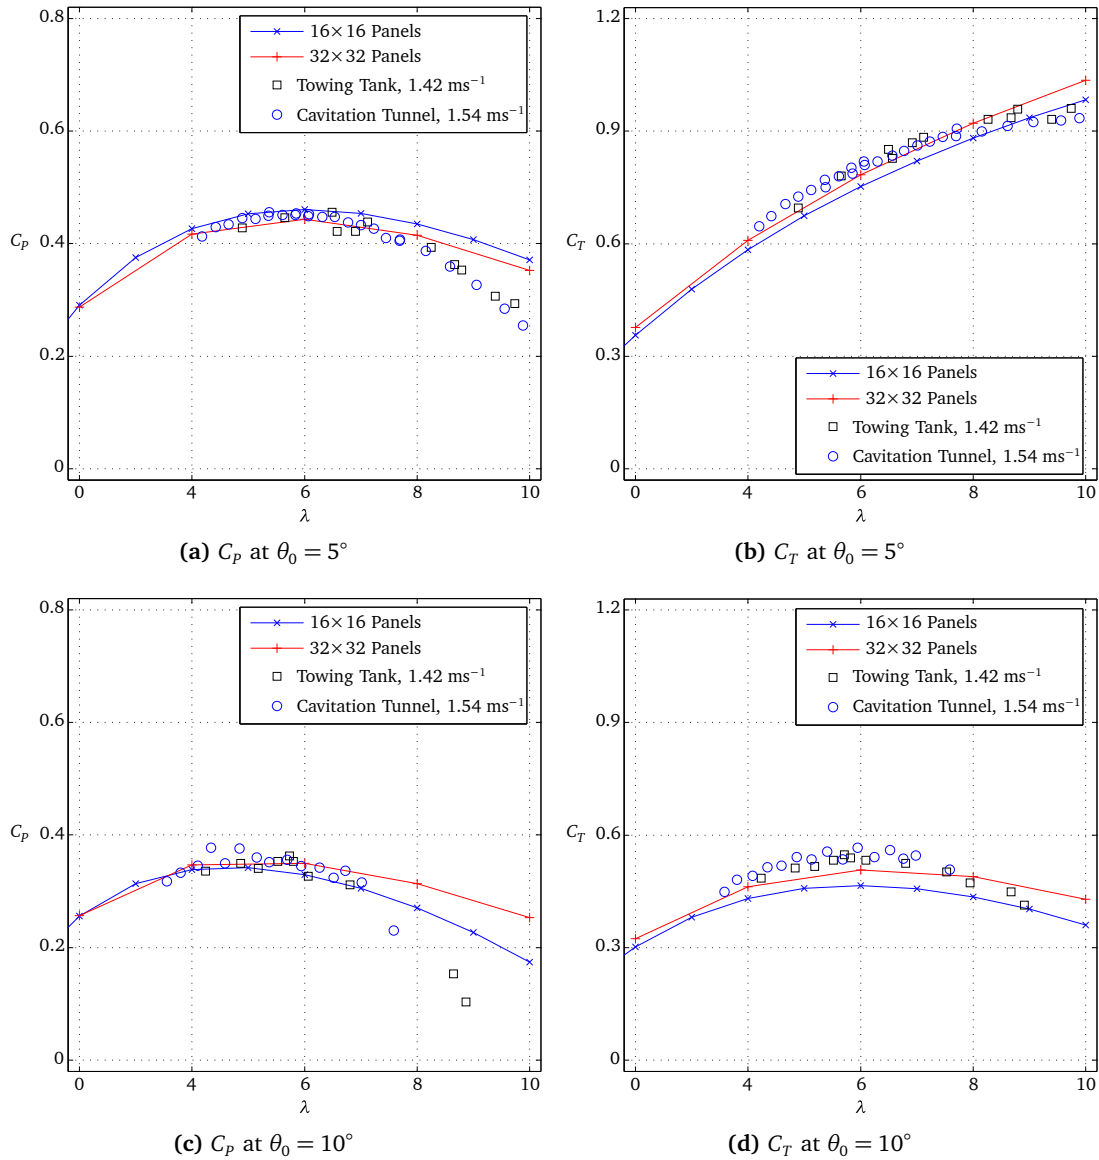 0.8
0.6
C_P 0.4
0.2
0
0 4 6 8 10
λ
16×16 Panels
32×32 Panels
Towing Tank, 1.42 ms⁻¹
Cavitation Tunnel, 1.54 ms⁻¹
(a) C_P at θ₀ = 5°
1.2
0.9
C_T 0.6
0.3
0
0 4 6 8 10
λ
16×16 Panels
32×32 Panels
Towing Tank, 1.42 ms⁻¹
Cavitation Tunnel, 1.54 ms⁻¹
(b) C_T at θ₀ = 5°
0.8
0.6
C_P 0.4
0.2
0
0 4 6 8 10
λ
16×16 Panels
32×32 Panels
Towing Tank, 1.42 ms⁻¹
Cavitation Tunnel, 1.54 ms⁻¹
(c) C_P at θ₀ = 10°
1.2
0.9
C_T 0.6
0.3
0
0 4 6 8 10
λ
16×16 Panels
32×32 Panels
Towing Tank, 1.42 ms⁻¹
Cavitation Tunnel, 1.54 ms⁻¹
(d) C_T at θ₀ = 10°